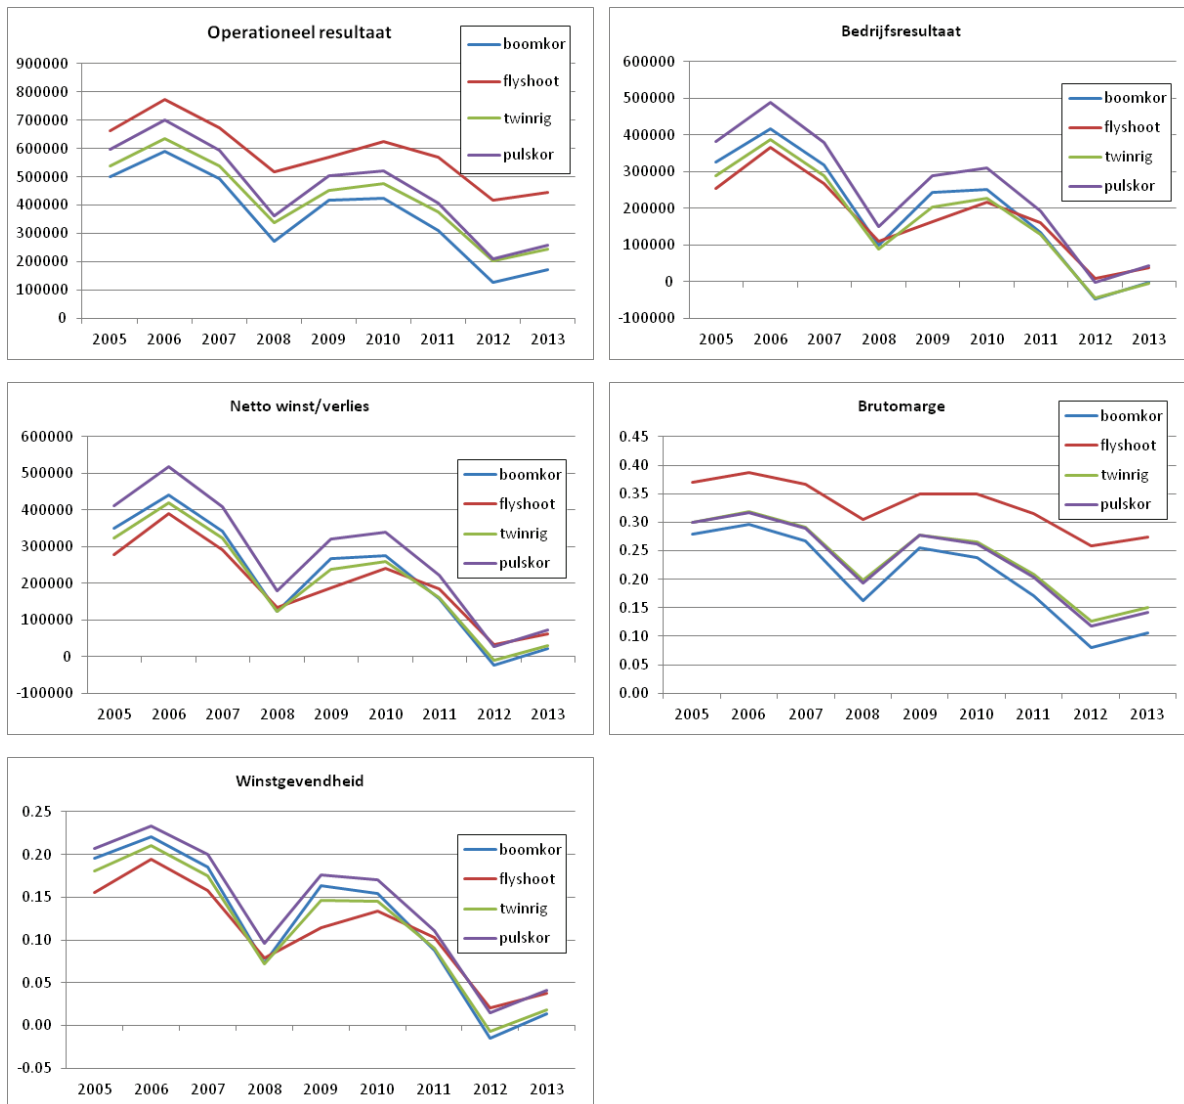 Operationeel resultaat
boomkor
flyshoot
twinrig
pulskor
900000
800000
700000
600000
500000
400000
300000
200000
100000
0
2005 2006 2007 2008 2009 2010 2011 2012 2013
Bedrijfsresultaat
boomkor
flyshoot
twinrig
pulskor
600000
500000
400000
300000
200000
100000
0
-100000
2005 2006 2007 2008 2009 2010 2011 2012 2013
Netto winst/verlies
boomkor
flyshoot
twinrig
pulskor
600000
500000
400000
300000
200000
100000
0
-100000
2005 2006 2007 2008 2009 2010 2011 2012 2013
Brutomarge
boomkor
flyshoot
twinrig
pulskor
0.45
0.40
0.35
0.30
0.25
0.20
0.15
0.10
0.05
0.00
2005 2006 2007 2008 2009 2010 2011 2012 2013
Winstgevendheid
boomkor
flyshoot
twinrig
pulskor
0.25
0.20
0.15
0.10
0.05
0.00
-0.05
2005 2006 2007 2008 2009 2010 2011 2012 2013